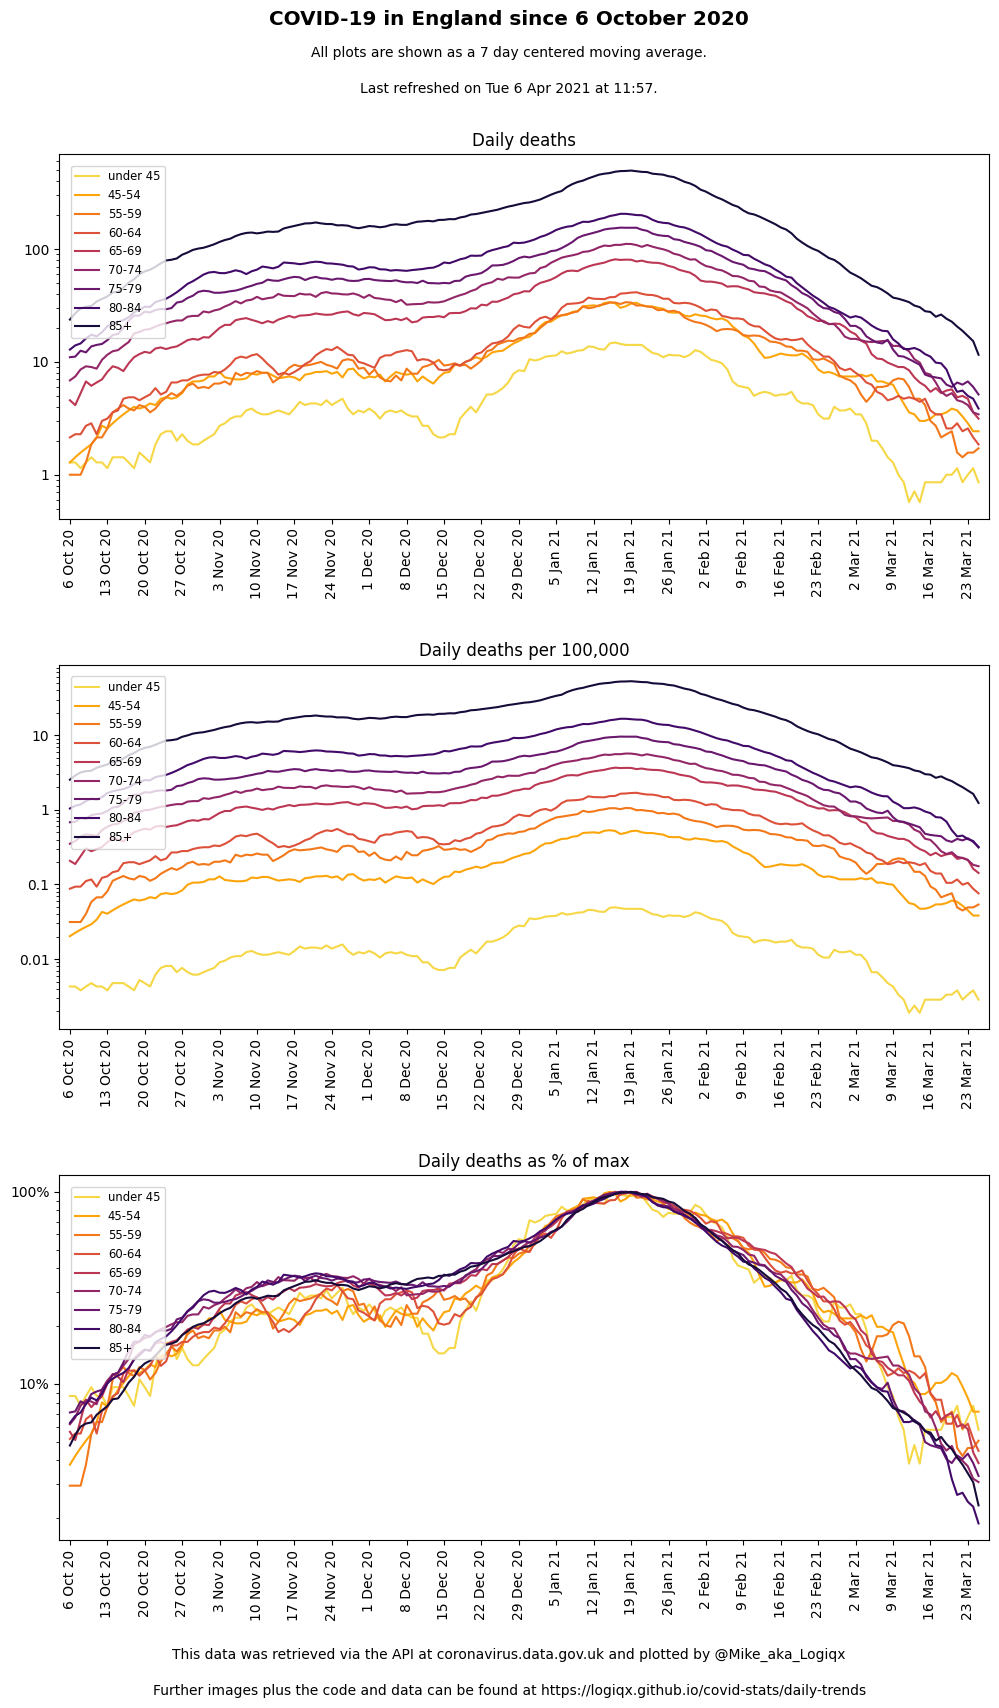 COVID-19 in England since 6 October 2020
All plots are shown as a 7 day centered moving average.
Last refreshed on Tue 6 Apr 2021 at 11:57.
Daily deaths
under 45
45-54
55-59
60-64
65-69
70-74
75-79
80-84
85+
100
10
1
6 Oct 20
13 Oct 20
20 Oct 20
27 Oct 20
3 Nov 20
10 Nov 20
17 Nov 20
24 Nov 20
1 Dec 20
8 Dec 20
15 Dec 20
22 Dec 20
29 Dec 20
5 Jan 21
12 Jan 21
19 Jan 21
26 Jan 21
2 Feb 21
9 Feb 21
16 Feb 21
23 Feb 21
2 Mar 21
9 Mar 21
16 Mar 21
23 Mar 21
Daily deaths per 100,000
under 45
45-54
55-59
60-64
65-69
70-74
75-79
80-84
85+
10
1
0.1
0.01
6 Oct 20
13 Oct 20
20 Oct 20
27 Oct 20
3 Nov 20
10 Nov 20
17 Nov 20
24 Nov 20
1 Dec 20
8 Dec 20
15 Dec 20
22 Dec 20
29 Dec 20
5 Jan 21
12 Jan 21
19 Jan 21
26 Jan 21
2 Feb 21
9 Feb 21
16 Feb 21
23 Feb 21
2 Mar 21
9 Mar 21
16 Mar 21
23 Mar 21
Daily deaths as % of max
under 45
45-54
55-59
60-64
65-69
70-74
75-79
80-84
85+
100%
10%
6 Oct 20
13 Oct 20
20 Oct 20
27 Oct 20
3 Nov 20
10 Nov 20
17 Nov 20
24 Nov 20
1 Dec 20
8 Dec 20
15 Dec 20
22 Dec 20
29 Dec 20
5 Jan 21
12 Jan 21
19 Jan 21
26 Jan 21
2 Feb 21
9 Feb 21
16 Feb 21
23 Feb 21
2 Mar 21
9 Mar 21
16 Mar 21
23 Mar 21
This data was retrieved via the API at coronavirus.data.gov.uk and plotted by @Mike_aka_Logiqx
Further images plus the code and data can be found at https://logiqx.github.io/covid-stats/daily-trends